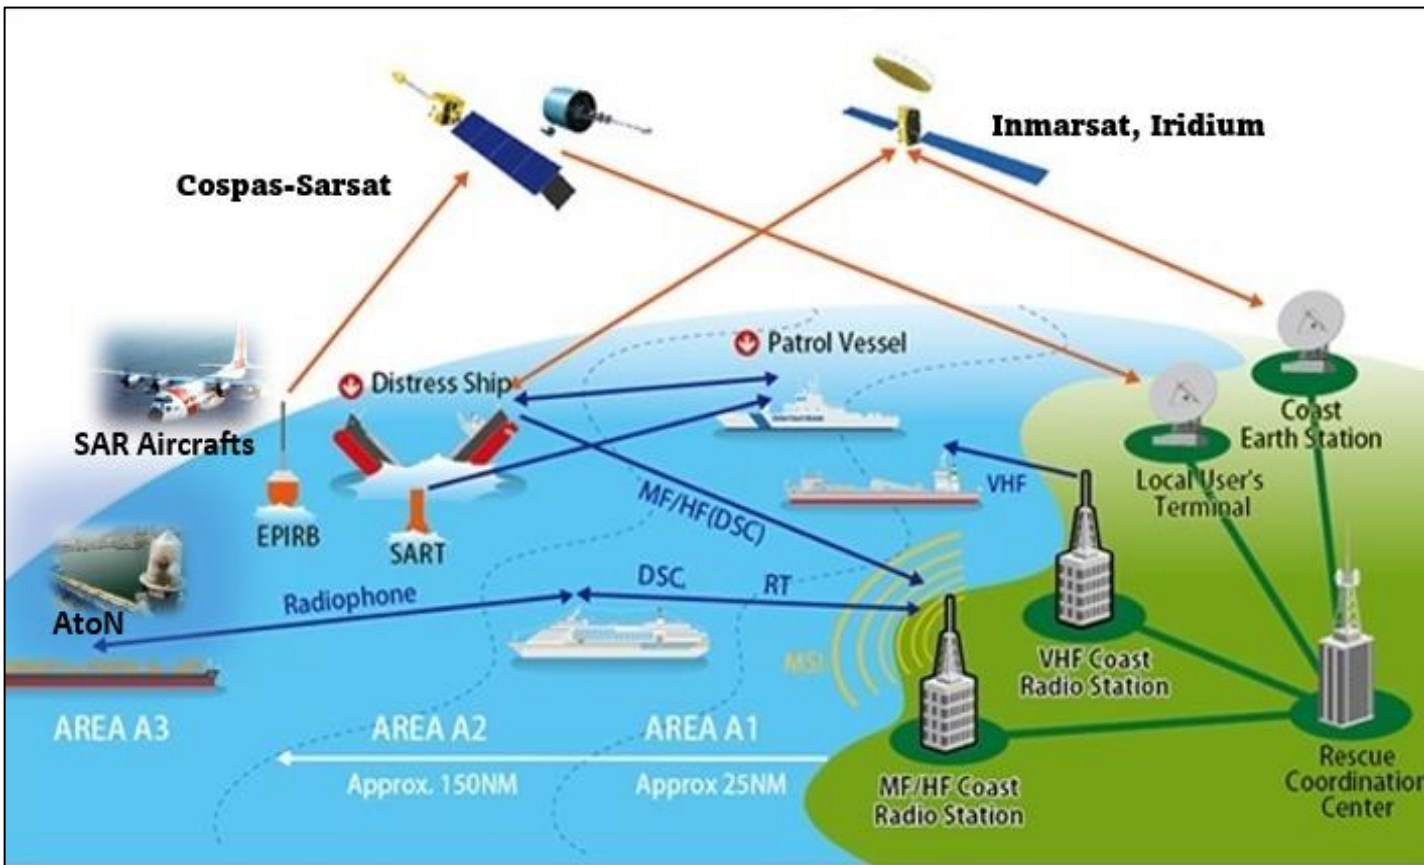 Inmarsat, Iridium
Cospas-Sarsat
Patrol Vessel
Distress Ship
SAR Aircrafts
Coast
Earth Station
Local User's
Terminal
VHF
MF/HF(DSC)
EPIRB
SART
DSC
RT
Radiophone
AtoN
MSI
VHF Coast
Radio Station
AREA A3
AREA A2
AREA A1
Approx. 150NM
Approx 25NM
MF/HF Coast
Radio Station
Rescue
Coordination
Center